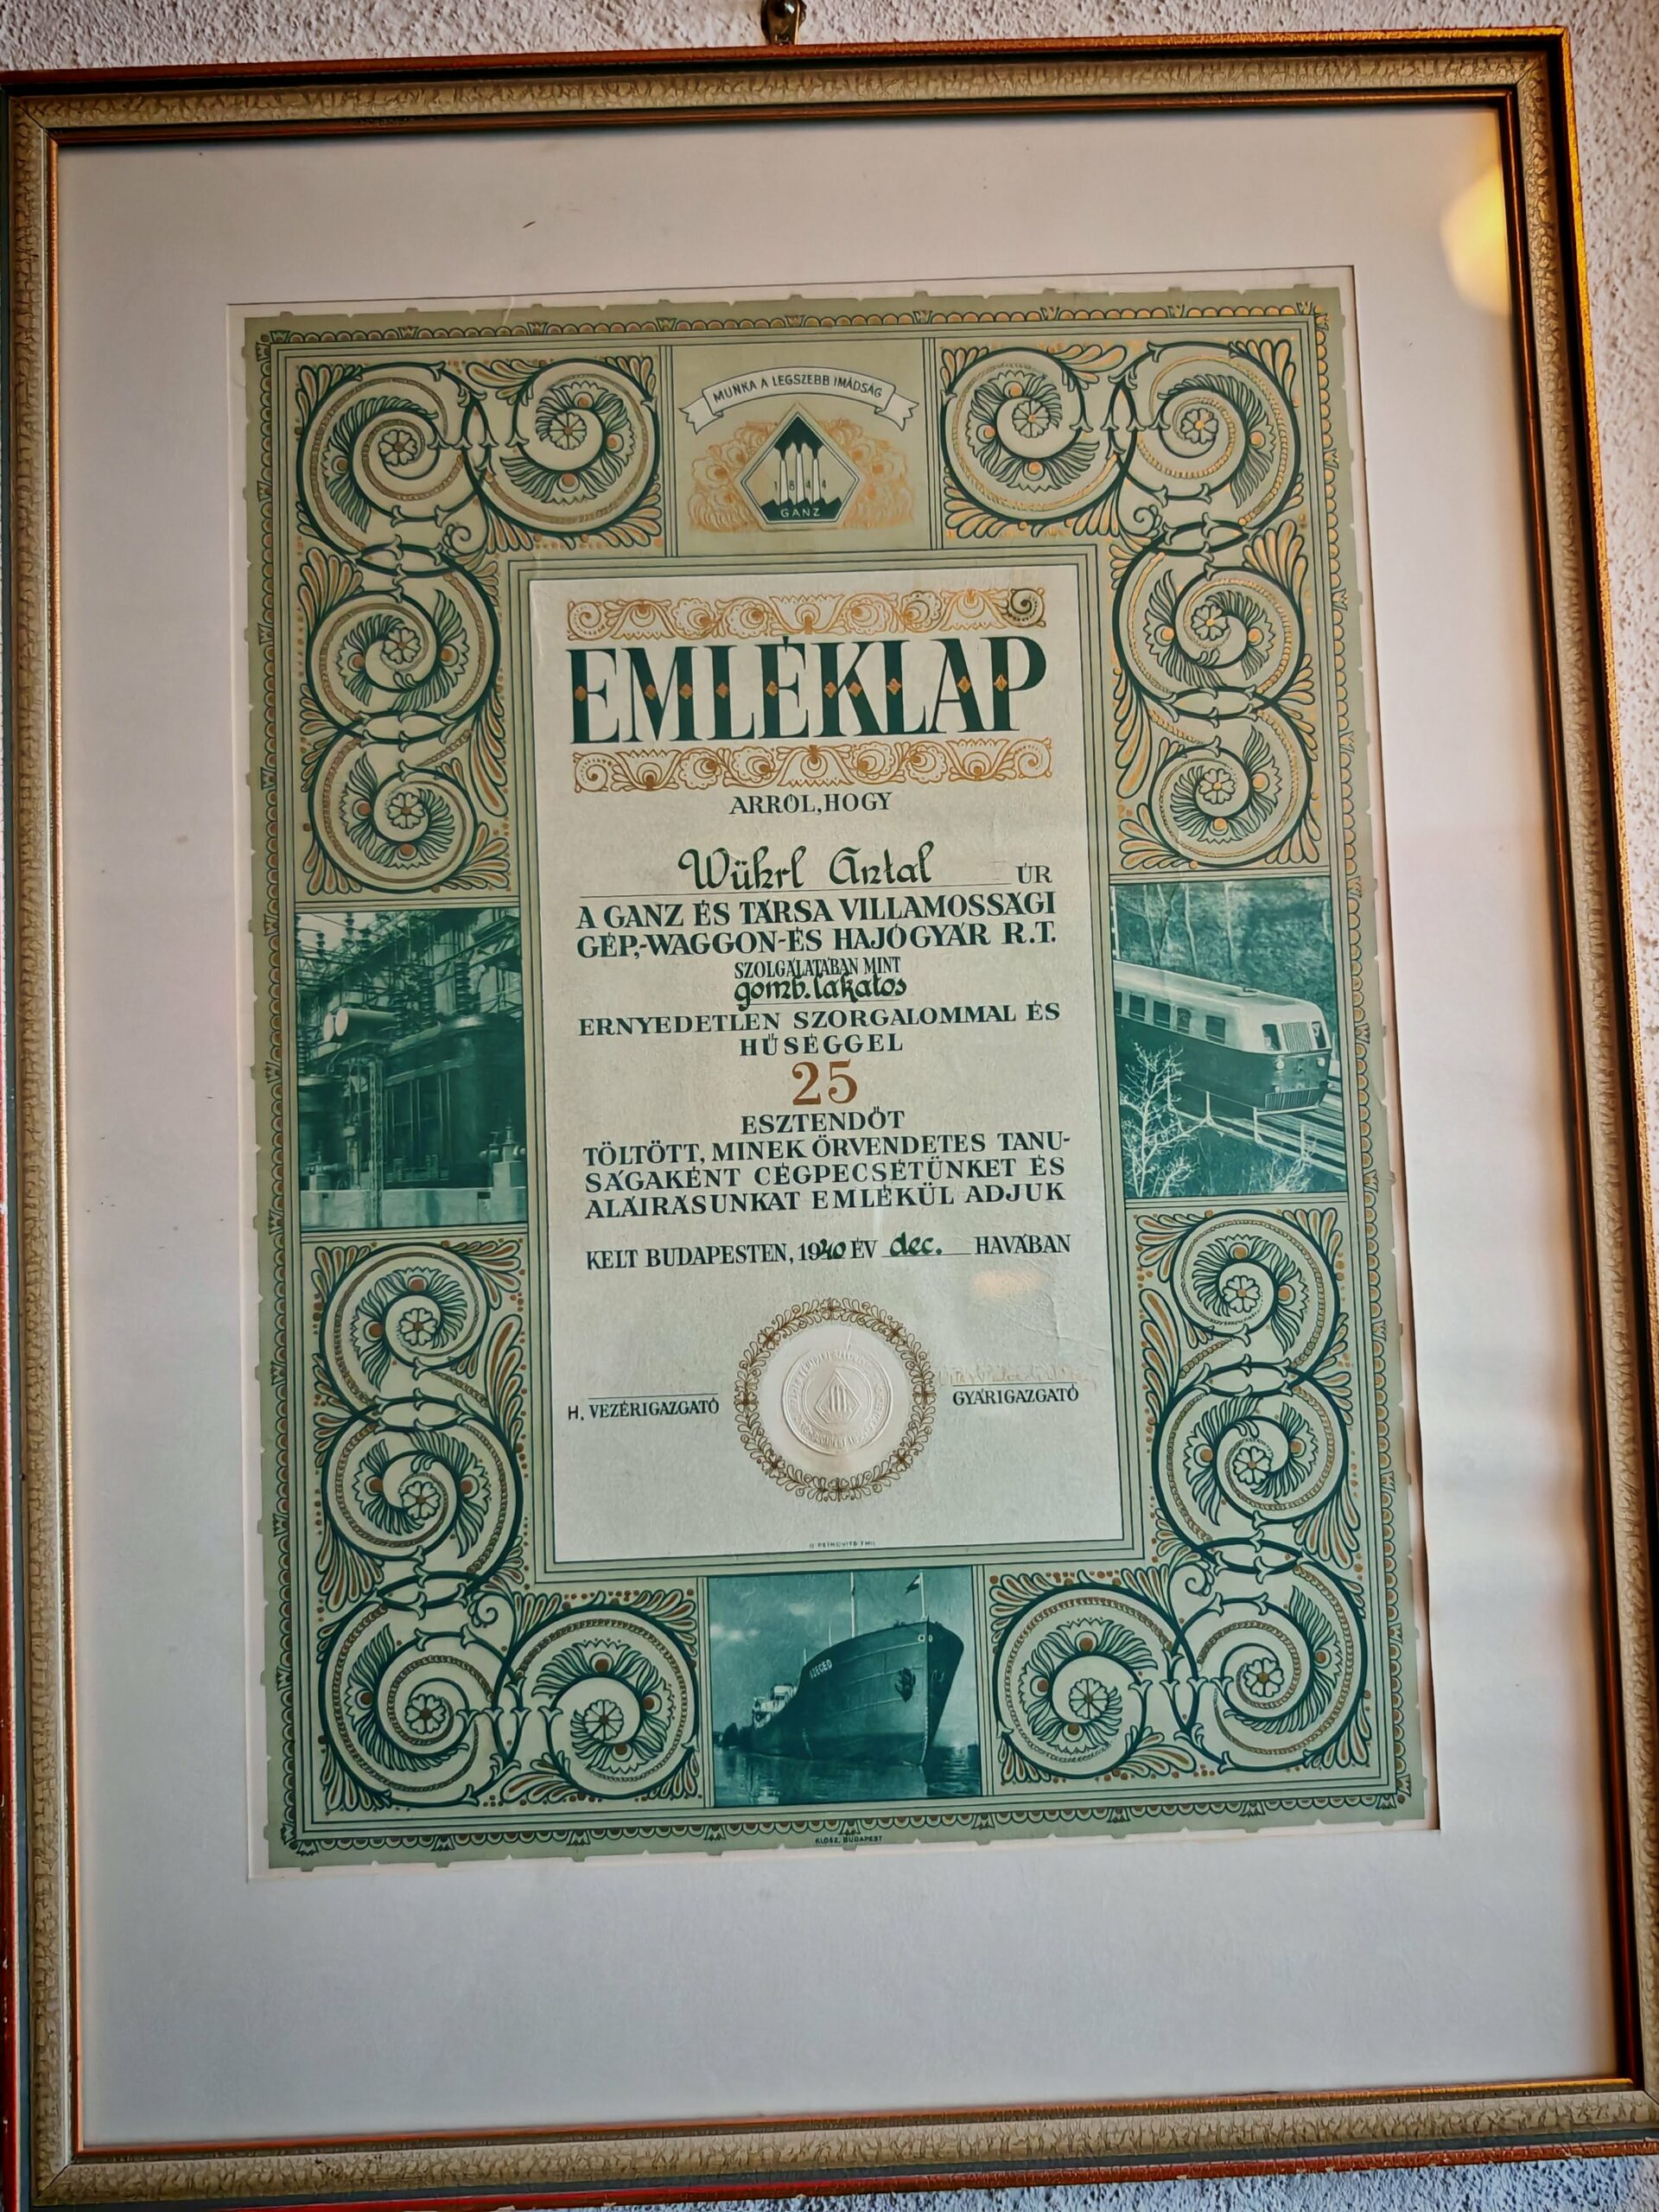 MUNKA A LEGSZEBB IMÁDSÁG
1844
GANZ
EMLÉKLAP
ARRÓL, HOGY
Wührl Antal ÚR
A GANZ ÉS TÁRSA VILLAMOSSÁGI
GÉP,-WAGGON-ÉS HAJÓGYÁR R.T.
SZOLGÁLATÁBAN MINT
gomb. lakatos
ERNYEDETLEN SZORGALOMMAL ÉS
HŰSÉGGEL
25
ESZTENDŐT
TÖLTÖTT, MINEK ÖRVENDETES TANU-
SÁGAKÉNT CÉGPECSÉTÜNKET ÉS
ALÁIRÁSUNKAT EMLÉKÜL ADJUK
KELT BUDAPESTEN, 1940 ÉV dec. HAVÁBAN
H. VEZÉRIGAZGATÓ
GYÁRIGAZGATÓ
SZEGED
KLÖSZ, BUDAPEST